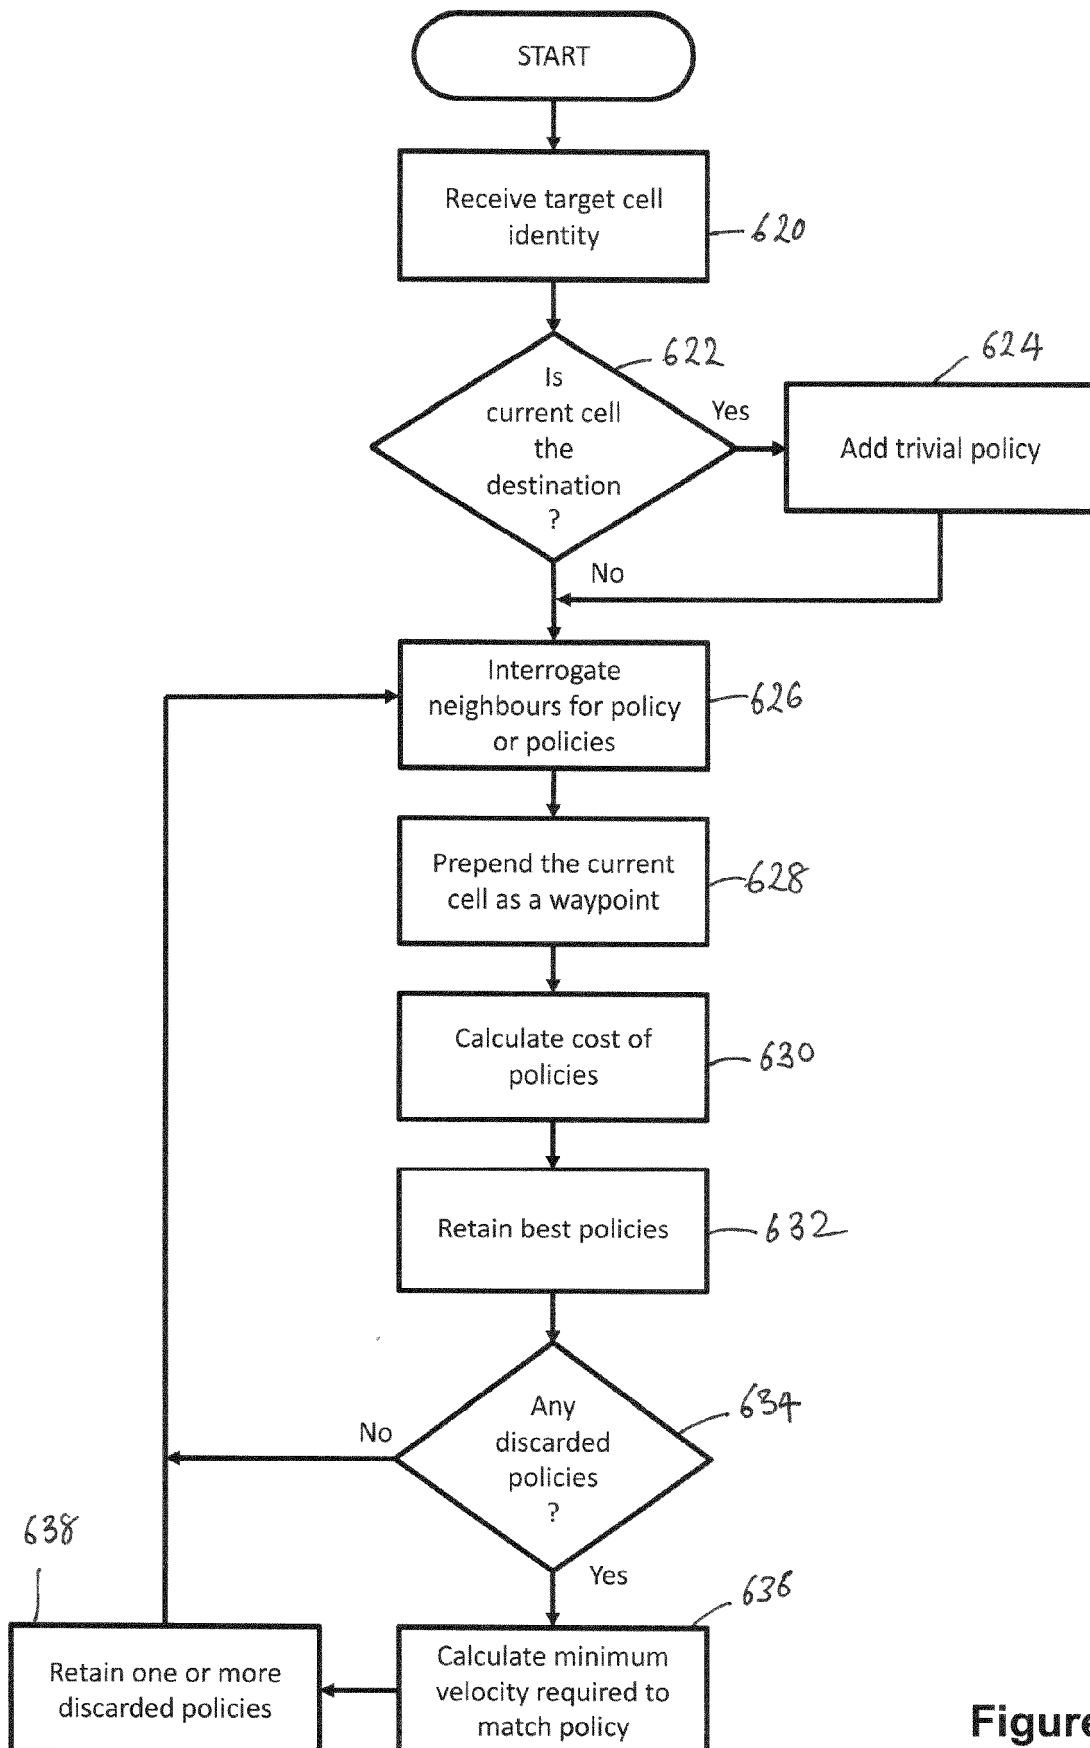 START
Receive target cell
identity
620
622
Is
current cell
the
destination
?
Yes
624
Add trivial policy
No
Interrogate
neighbours for policy
or policies
626
Prepend the current
cell as a waypoint
628
Calculate cost of
policies
630
Retain best policies
632
Any
discarded
policies
?
634
No
Yes
638
Retain one or more
discarded policies
636
Calculate minimum
velocity required to
match policy
Figure